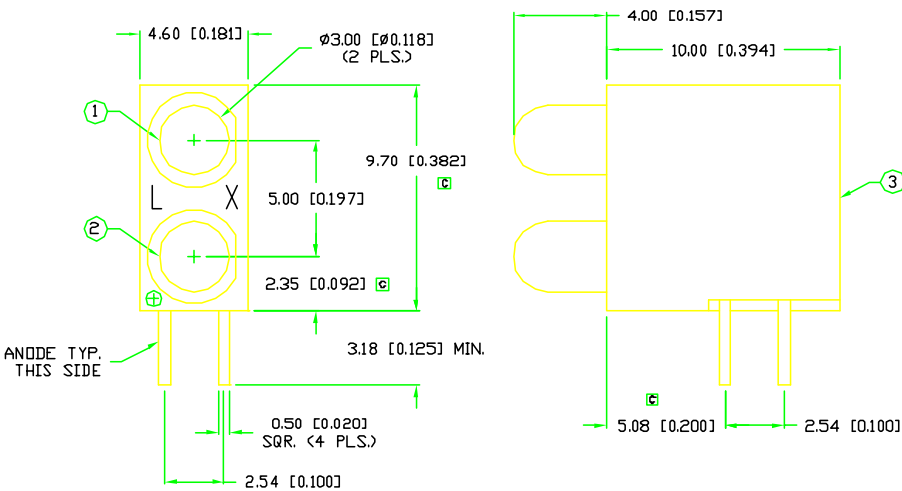 4.60 [0.181]
Ø3.00 [Ø0.118]
(2 PLS.)
4.00 [0.157]
10.00 [0.394]
1
9.70 [0.382]
C
3
L X
5.00 [0.197]
2
2.35 [0.092] C
+
ANODE TYP.
THIS SIDE
3.18 [0.125] MIN.
C
0.50 [0.020]
SQR. (4 PLS.)
5.08 [0.200]
2.54 [0.100]
2.54 [0.100]